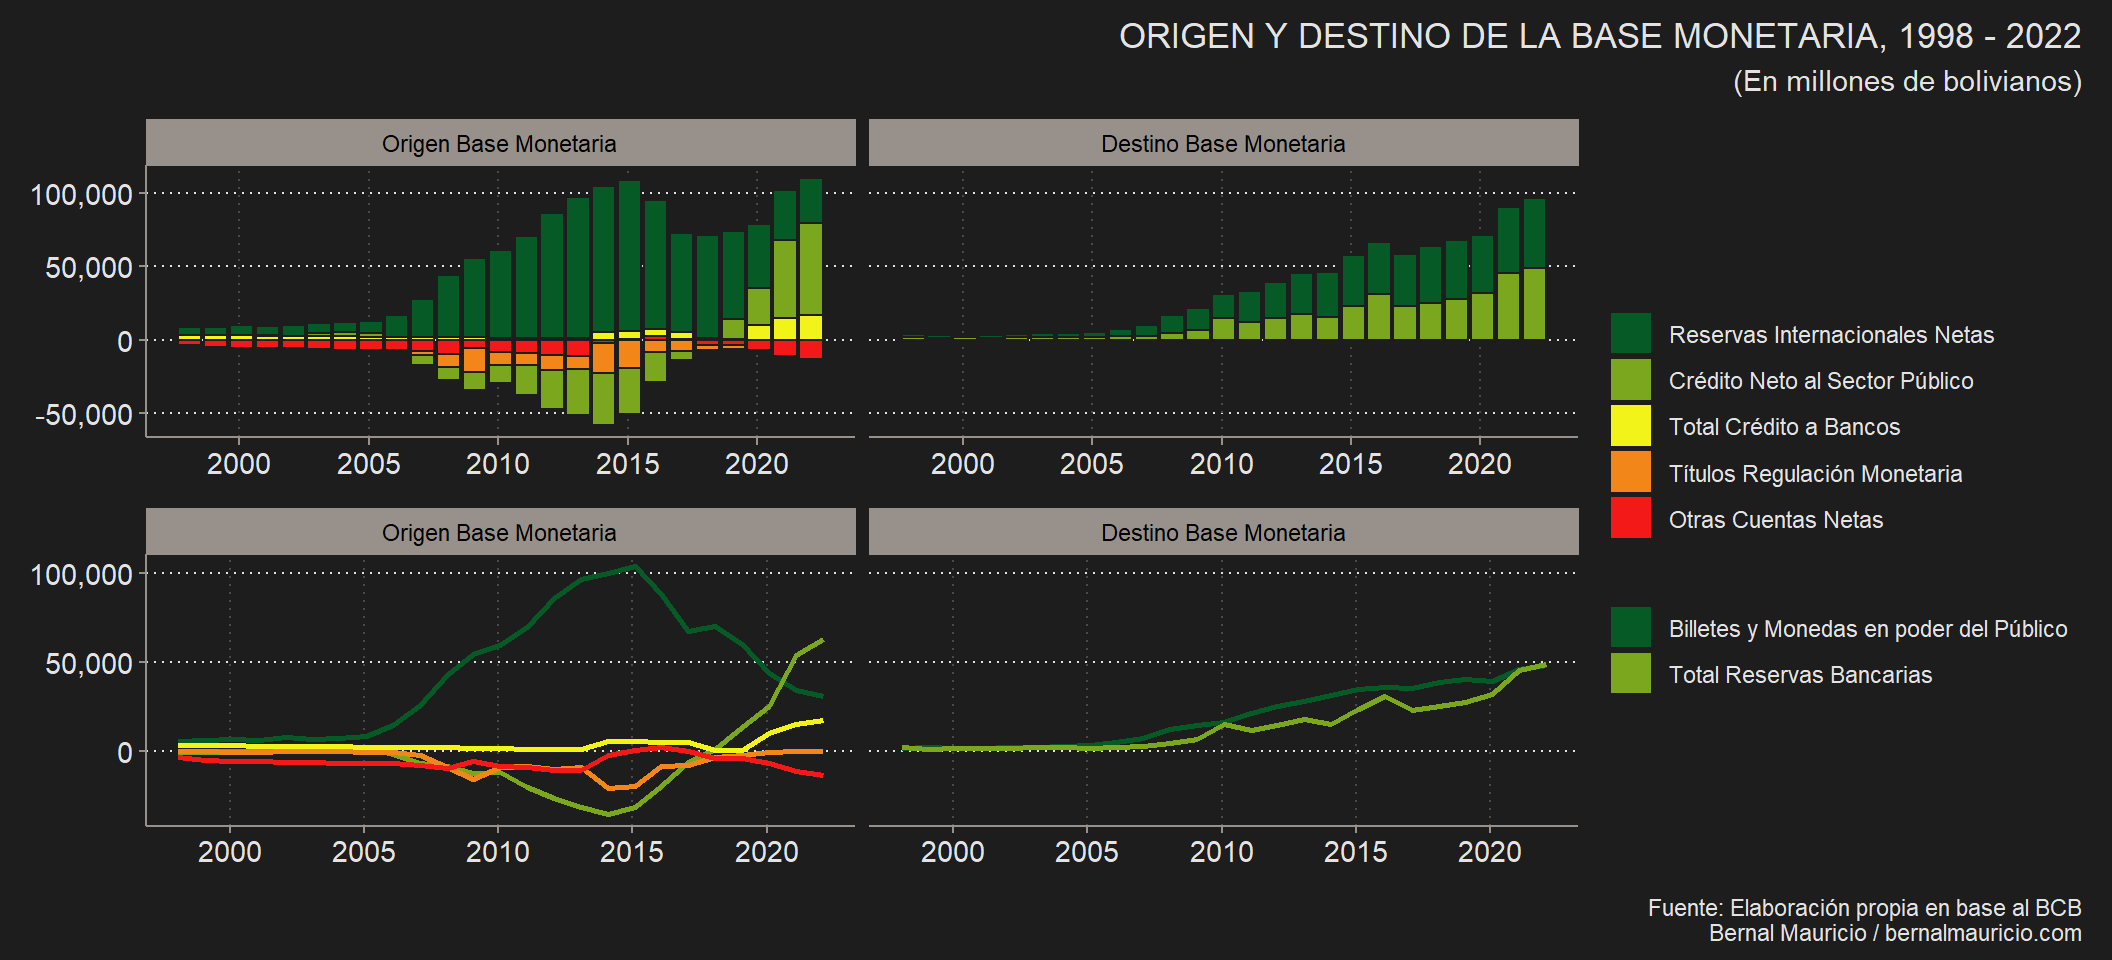 ORIGEN Y DESTINO DE LA BASE MONETARIA, 1998 - 2022
(En millones de bolivianos)
Origen Base Monetaria
Destino Base Monetaria
100,000
50,000
0
-50,000
2000 2005 2010 2015 2020
2000 2005 2010 2015 2020
Origen Base Monetaria
Destino Base Monetaria
100,000
50,000
0
2000 2005 2010 2015 2020
2000 2005 2010 2015 2020
Reservas Internacionales Netas
Crédito Neto al Sector Público
Total Crédito a Bancos
Títulos Regulación Monetaria
Otras Cuentas Netas
Billetes y Monedas en poder del Público
Total Reservas Bancarias
Fuente: Elaboración propia en base al BCB
Bernal Mauricio / bernalmauricio.com